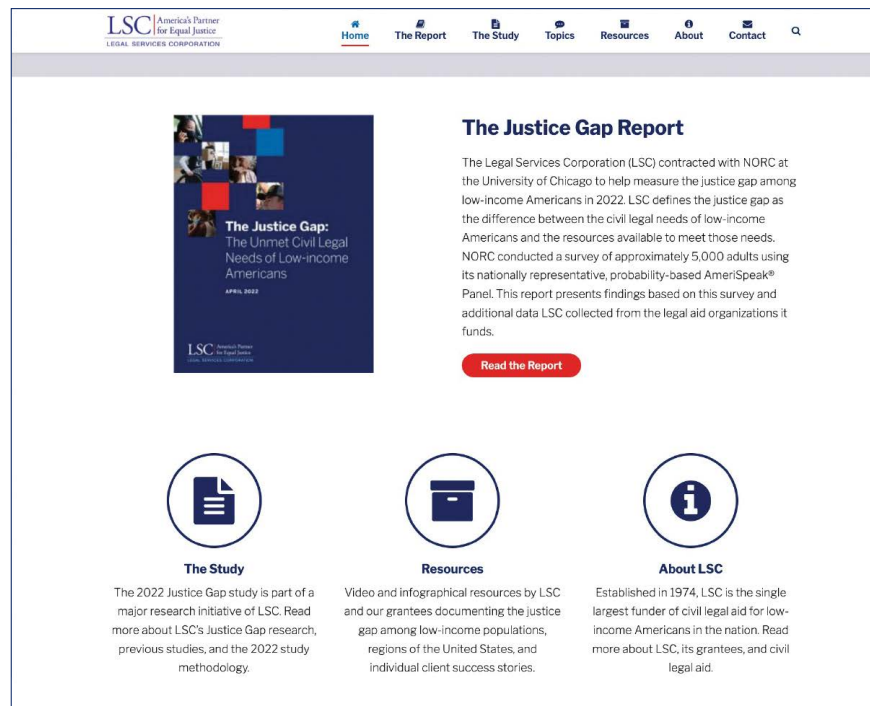 LSC America's Partner
for Equal Justice
LEGAL SERVICES CORPORATION
Home The Report The Study Topics Resources About Contact
The Justice Gap:
The Unmet Civil Legal
Needs of Low-income
Americans
APRIL 2022
LSC America's Partner
for Equal Justice
LEGAL SERVICES CORPORATION
The Justice Gap Report
The Legal Services Corporation (LSC) contracted with NORC at
the University of Chicago to help measure the justice gap among
low-income Americans in 2022. LSC defines the justice gap as
the difference between the civil legal needs of low-income
Americans and the resources available to meet those needs.
NORC conducted a survey of approximately 5,000 adults using
its nationally representative, probability-based AmeriSpeak®
Panel. This report presents findings based on this survey and
additional data LSC collected from the legal aid organizations it
funds.
Read the Report
The Study
The 2022 Justice Gap study is part of a
major research initiative of LSC. Read
more about LSC's Justice Gap research,
previous studies, and the 2022 study
methodology.
Resources
Video and infographical resources by LSC
and our grantees documenting the justice
gap among low-income populations,
regions of the United States, and
individual client success stories.
About LSC
Established in 1974, LSC is the single
largest funder of civil legal aid for low-
income Americans in the nation. Read
more about LSC, its grantees, and civil
legal aid.